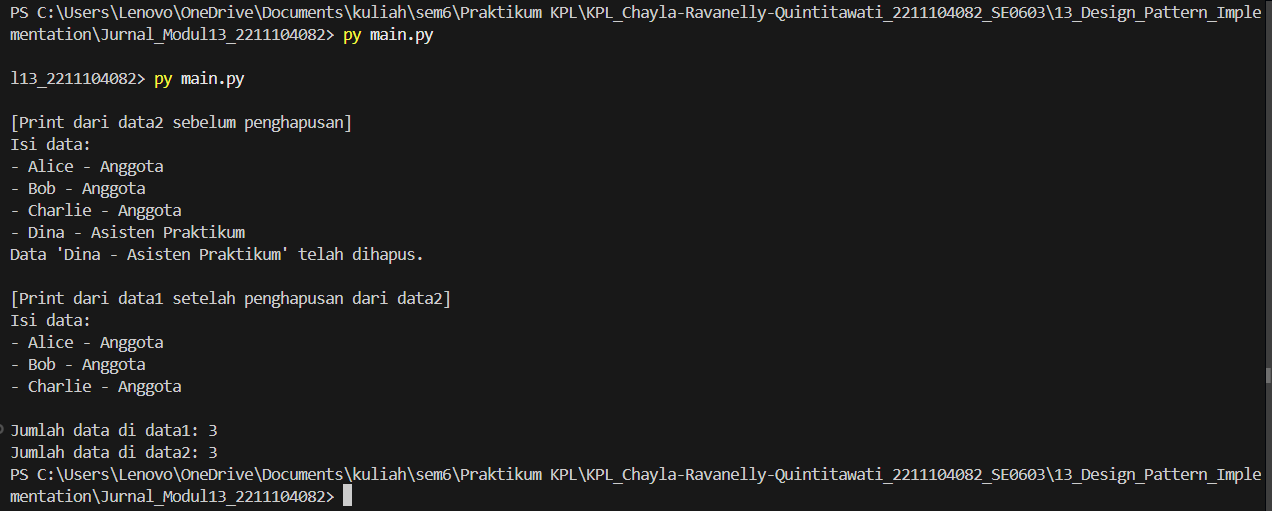 PS C:\Users\Lenovo\OneDrive\Documents\kuliah\sem6\Praktikum KPL\KPL_Chayla-Ravanelly-Quintitawati_2211104082_SE0603\13_Design_Pattern_Imple
mentation\Jurnal_Modul13_2211104082> py main.py
l13_2211104082> py main.py
[Print dari data2 sebelum penghapusan]
Isi data:
- Alice - Anggota
- Bob - Anggota
- Charlie - Anggota
- Dina - Asisten Praktikum
Data 'Dina - Asisten Praktikum' telah dihapus.
[Print dari data1 setelah penghapusan dari data2]
Isi data:
- Alice - Anggota
- Bob - Anggota
- Charlie - Anggota
Jumlah data di data1: 3
Jumlah data di data2: 3
PS C:\Users\Lenovo\OneDrive\Documents\kuliah\sem6\Praktikum KPL\KPL_Chayla-Ravanelly-Quintitawati_2211104082_SE0603\13_Design_Pattern_Imple
mentation\Jurnal_Modul13_2211104082>